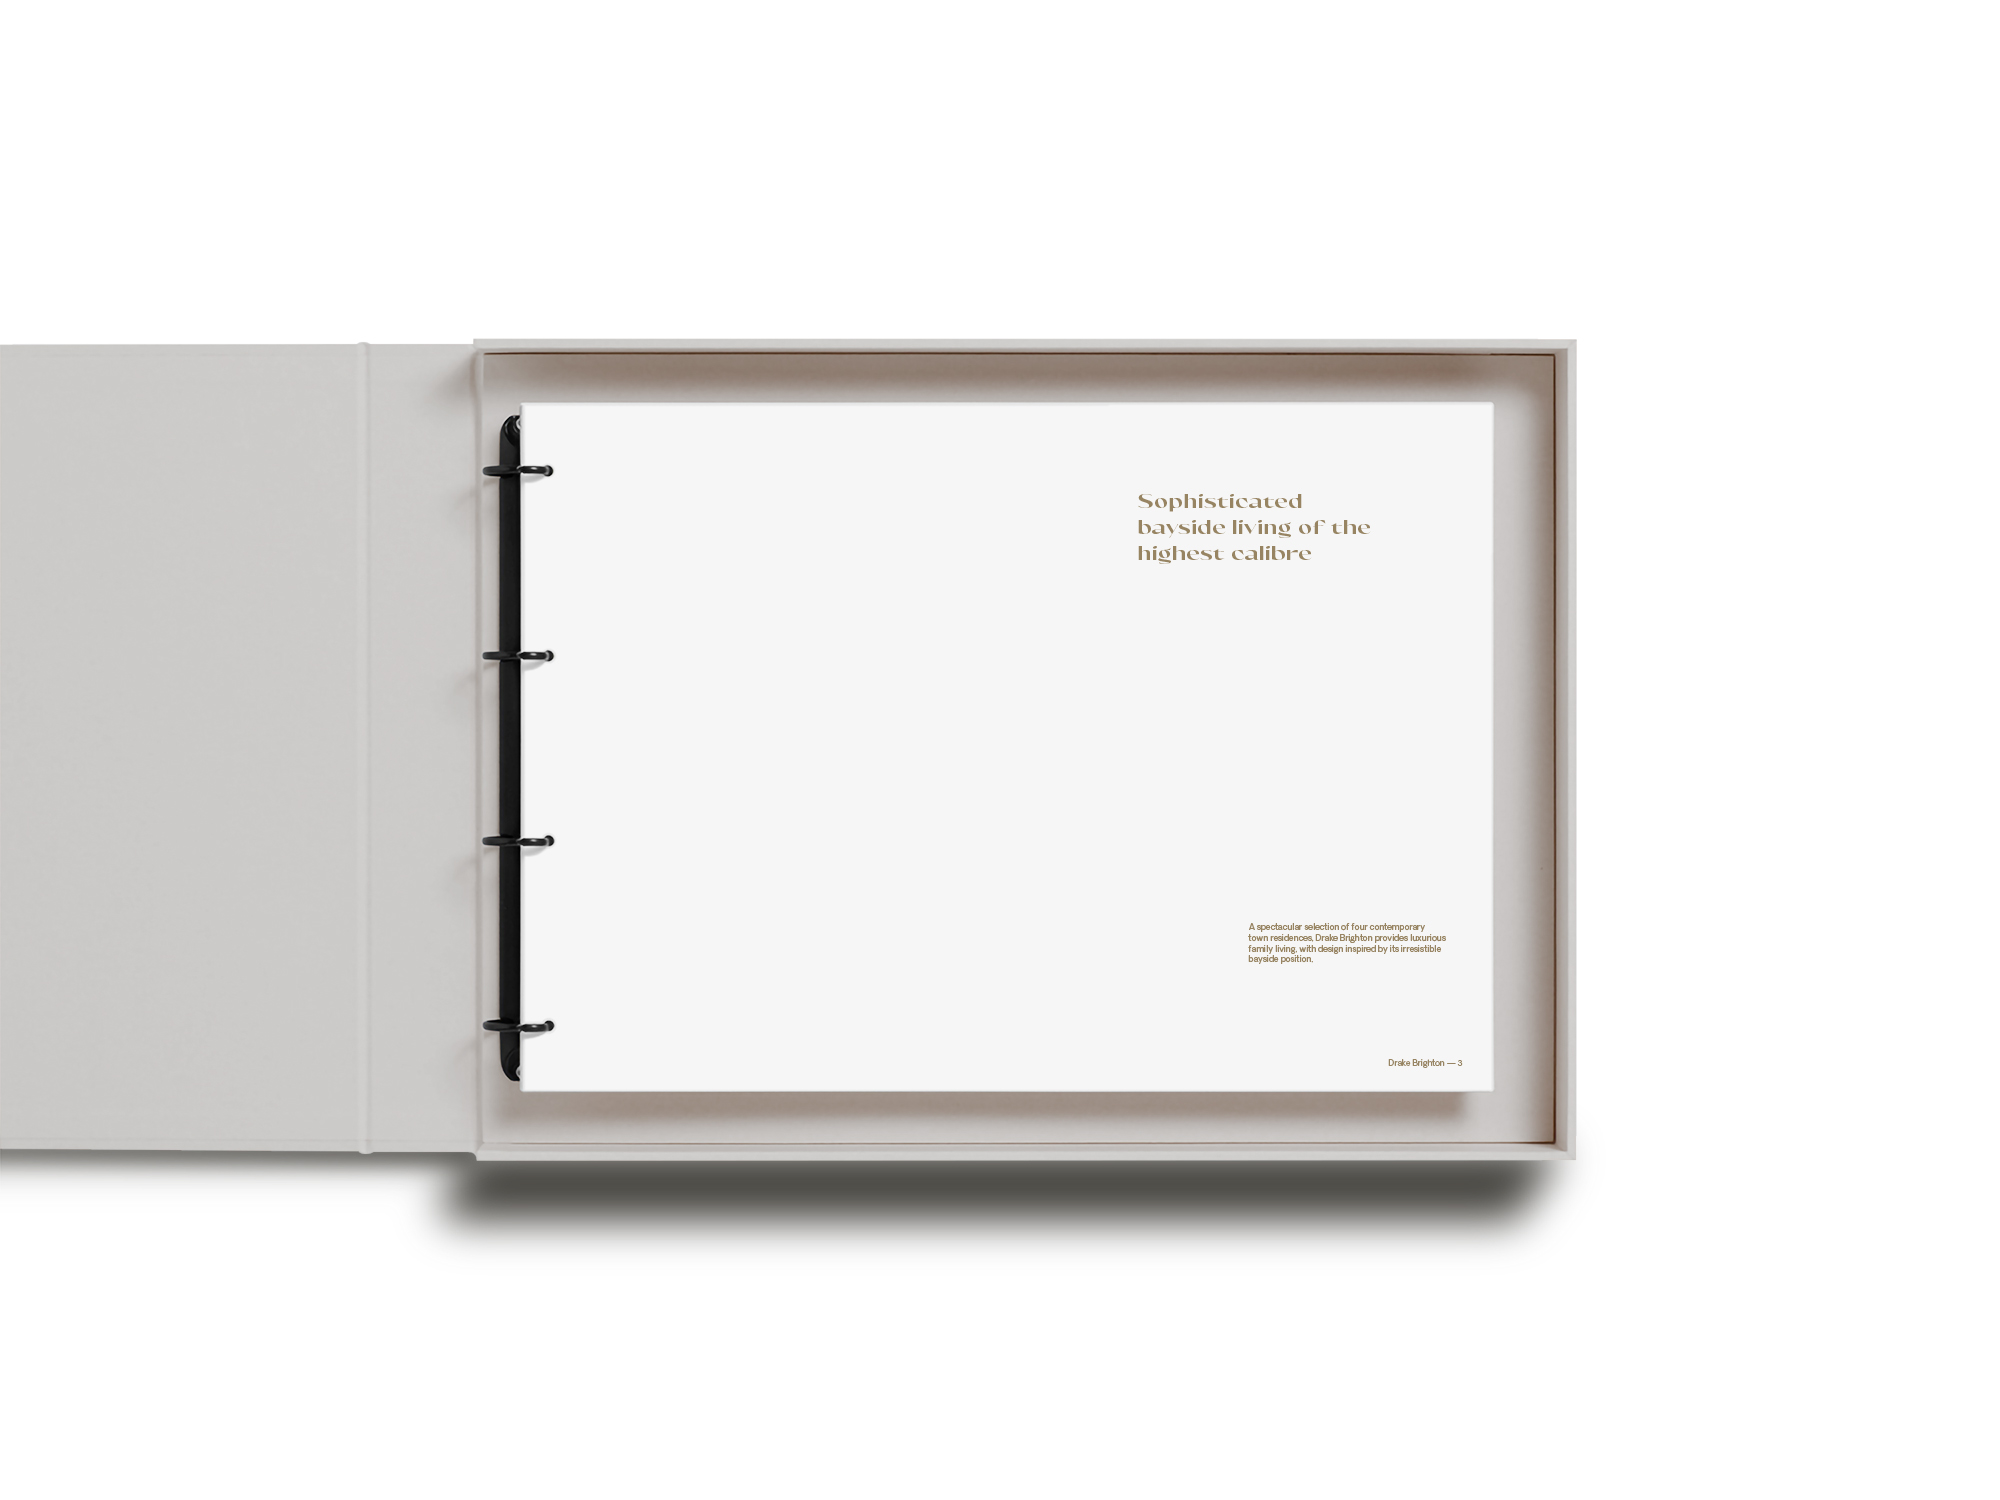 Sophisticated
bayside living of the
highest calibre
A spectacular selection of four contemporary
town residences, Drake Brighton provides luxurious
family living, with design inspired by its irresistible
bayside position.
Drake Brighton — 3